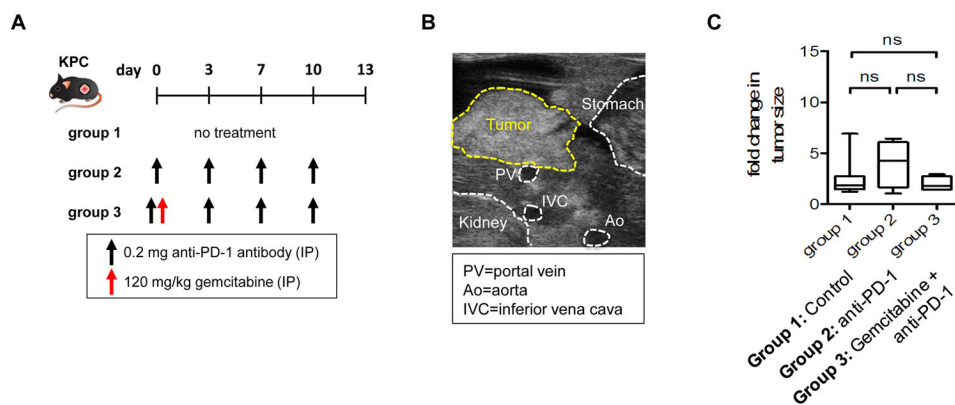 A
KPC
day 0 3 7 10 13
group 1 no treatment
group 2
group 3
0.2 mg anti-PD-1 antibody (IP)
120 mg/kg gemcitabine (IP)
B
Stomach
Tumor
PV
IVC
Kidney
Ao
PV=portal vein
Ao=aorta
IVC=inferior vena cava
C
ns
ns ns
fold change in
tumor size
15
10
5
0
group 1
group 2
group 3
Group 1: Control
Group 2: anti-PD-1
Group 3: Gemcitabine +
anti-PD-1